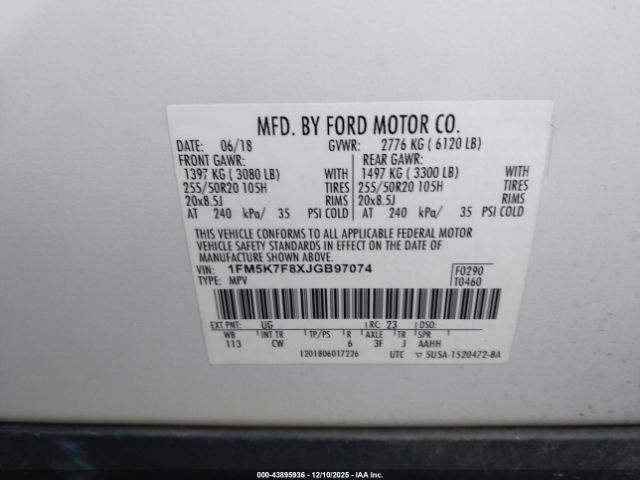 MFD. BY FORD MOTOR CO.
DATE: 06/18 GVWR: 2776 KG ( 6120 LB)
FRONT GAWR: REAR GAWR:
1397 KG ( 3080 LB) WITH 1497 KG ( 3300 LB) WITH
255/50R20 105H TIRES 255/50R20 105H TIRES
20x8.5J RIMS 20x8.5J RIMS
AT 240 kPa/ 35 PSI COLD AT 240 kPa/ 35 PSI COLD
THIS VEHICLE CONFORMS TO ALL APPLICABLE FEDERAL MOTOR
VEHICLE SAFETY STANDARDS IN EFFECT ON THE DATE OF
MANUFACTURE SHOWN ABOVE.
VIN: 1FM5K7F8XJGB97074 F0290
TYPE: MPV T0460
EXT PNT: UG RC: 23 DSO:
WB INT TR TP/PS R AXLE TR SPR
113 CW 6 3F J AAHH
1201806017226 UTC ▽ 5USA-1520472-BA
000-43895936 - 12/10/2025 - IAA Inc.